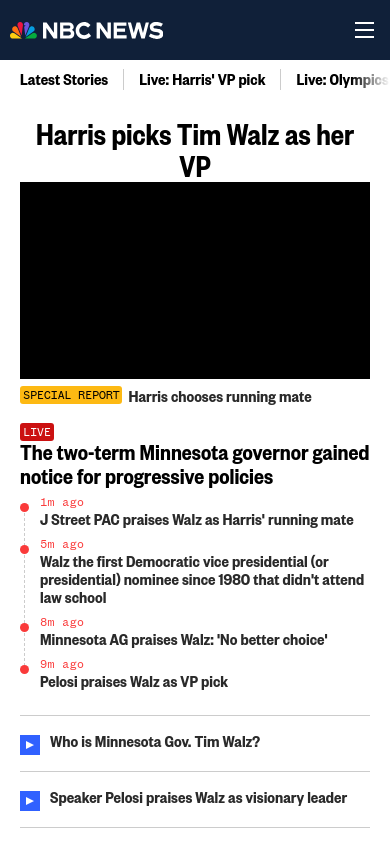 NBC NEWS
Latest Stories
Live: Harris' VP pick
Live: Olympics
Harris picks Tim Walz as her
VP
SPECIAL REPORT Harris chooses running mate
LIVE
The two-term Minnesota governor gained
notice for progressive policies
1m ago
J Street PAC praises Walz as Harris' running mate
5m ago
Walz the first Democratic vice presidential (or
presidential) nominee since 1980 that didn't attend
law school
8m ago
Minnesota AG praises Walz: 'No better choice'
9m ago
Pelosi praises Walz as VP pick
Who is Minnesota Gov. Tim Walz?
Speaker Pelosi praises Walz as visionary leader